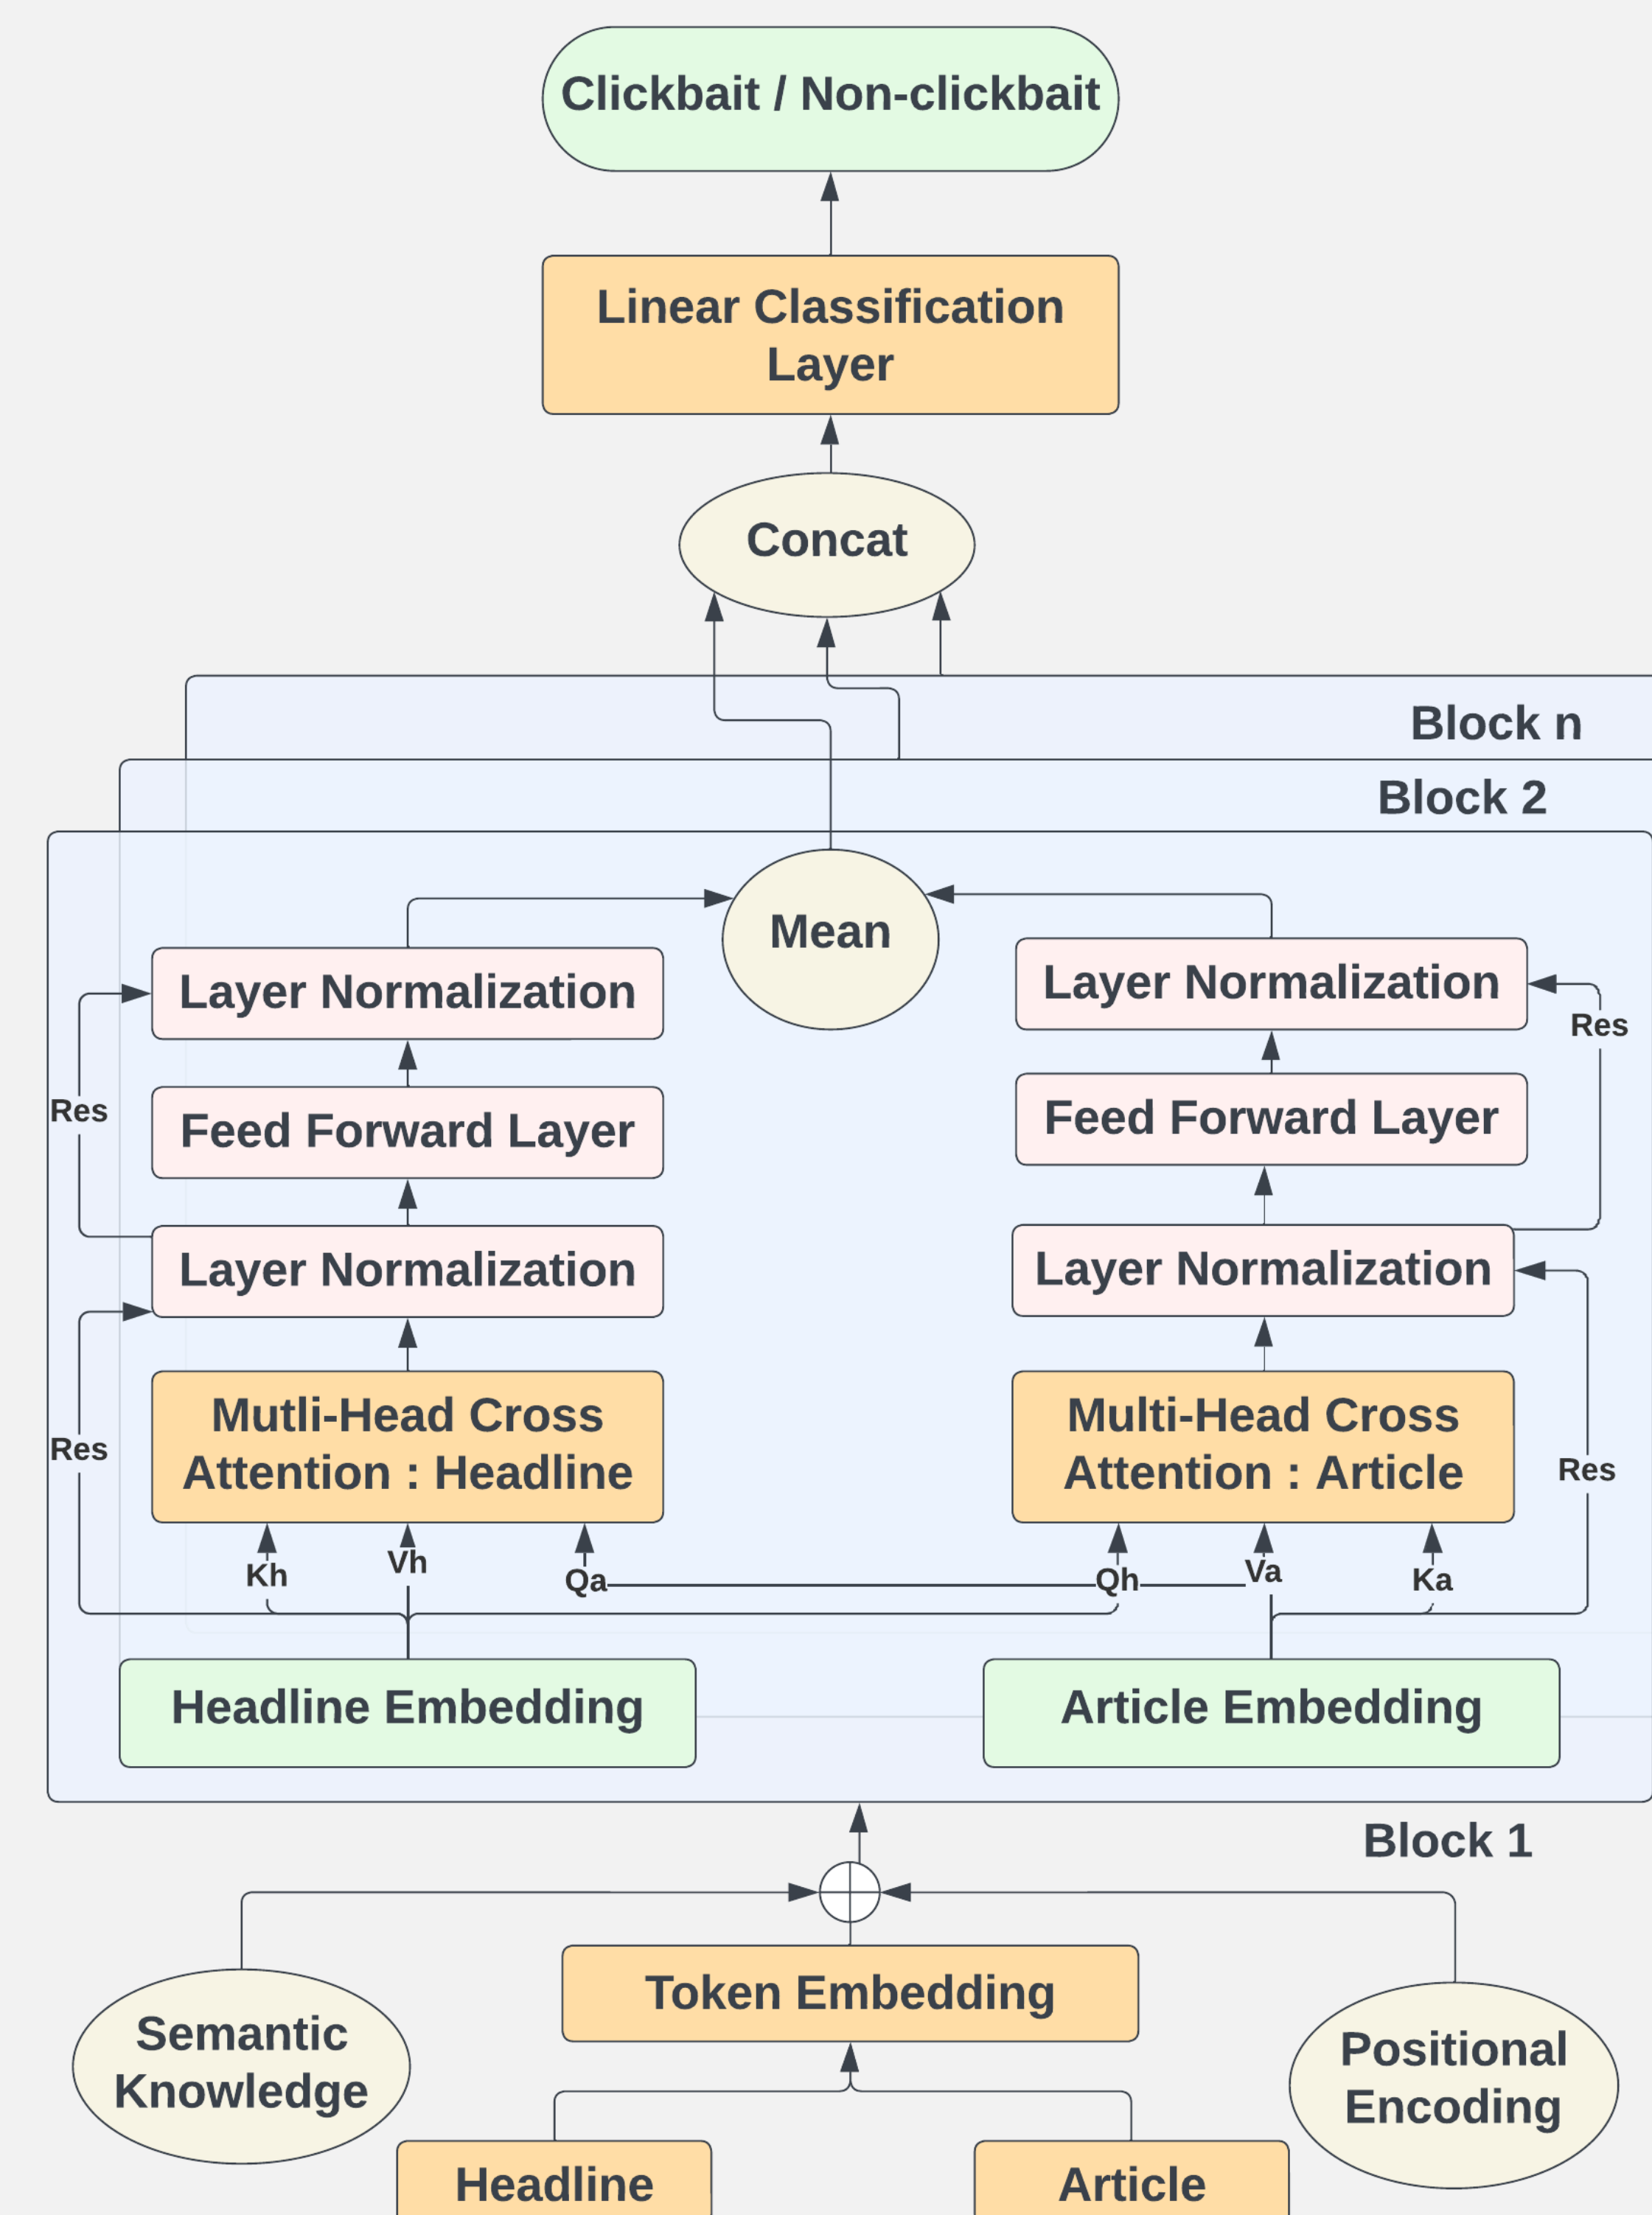 Clickbait / Non-clickbait
Linear Classification
Layer
Concat
Block n
Block 2
Mean
Layer Normalization
Layer Normalization
Res
Res
Feed Forward Layer
Feed Forward Layer
Layer Normalization
Layer Normalization
Mutli-Head Cross
Attention : Headline
Multi-Head Cross
Attention : Article
Res
Res
Kh
Vh
Qa
Qh
Va
Ka
Headline Embedding
Article Embedding
Block 1
Token Embedding
Semantic
Knowledge
Positional
Encoding
Headline
Article